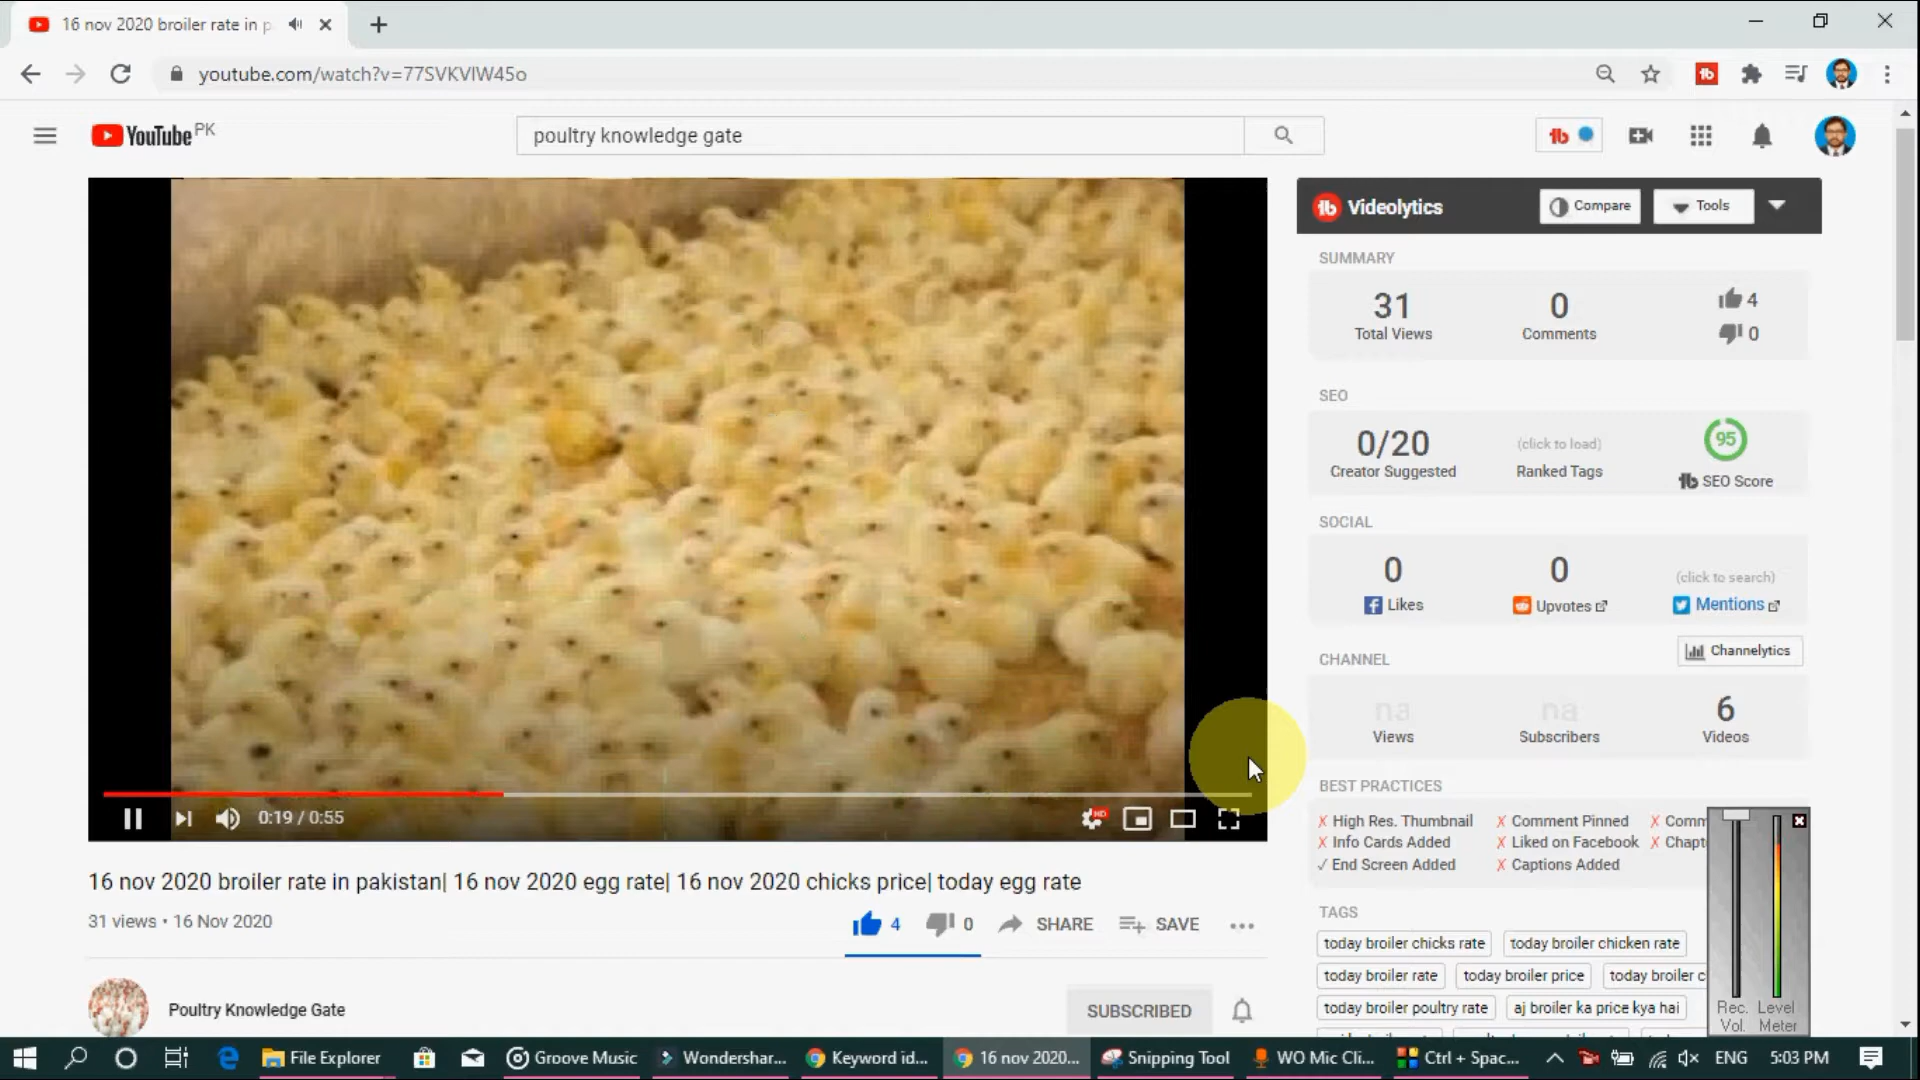 16 nov 2020 broiler rate in p
youtube.com/watch?v=77SVKVlW45o
YouTube PK
poultry knowledge gate
Videolytics
Compare
Tools
SUMMARY
31
Total Views
0
Comments
4
0
SEO
0/20
Creator Suggested
(click to load)
Ranked Tags
95
SEO Score
SOCIAL
0
Likes
0
Upvotes
(click to search)
Mentions
CHANNEL
Channelytics
na
Views
na
Subscribers
6
Videos
BEST PRACTICES
✗ High Res. Thumbnail ✗ Comment Pinned ✗ Comm
✗ Info Cards Added ✗ Liked on Facebook ✗ Chapt
✓ End Screen Added ✗ Captions Added
TAGS
today broiler chicks rate today broiler chicken rate
today broiler rate today broiler price today broiler c
today broiler poultry rate aj broiler ka price kya hai
Rec. Level
Vol. Meter
HD
0:19 / 0:55
16 nov 2020 broiler rate in pakistan| 16 nov 2020 egg rate| 16 nov 2020 chicks price| today egg rate
31 views • 16 Nov 2020
4 0 SHARE SAVE
Poultry Knowledge Gate
SUBSCRIBED
File Explorer Groove Music Wondershar... Keyword id... 16 nov 2020... Snipping Tool WO Mic Cli... Ctrl + Spac... ENG 5:03 PM